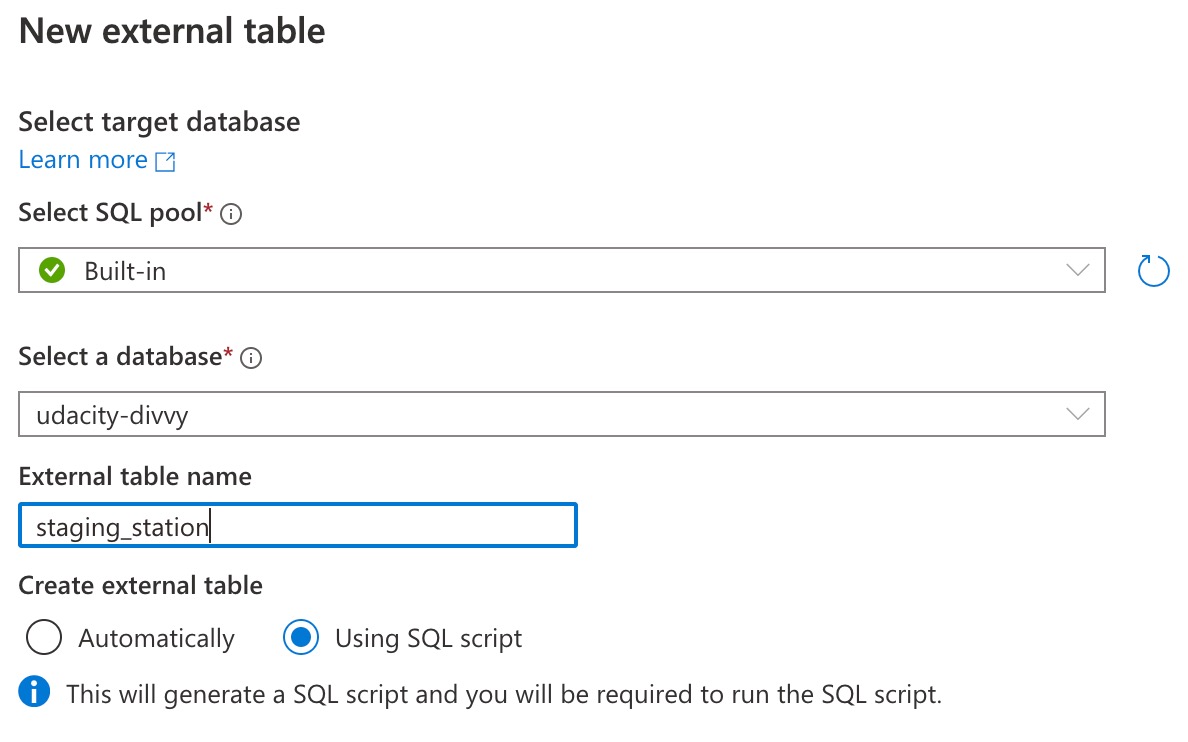 New external table
Select target database
Learn more
Select SQL pool*
Built-in
Select a database*
udacity-divvy
External table name
staging_station
Create external table
Automatically Using SQL script
This will generate a SQL script and you will be required to run the SQL script.